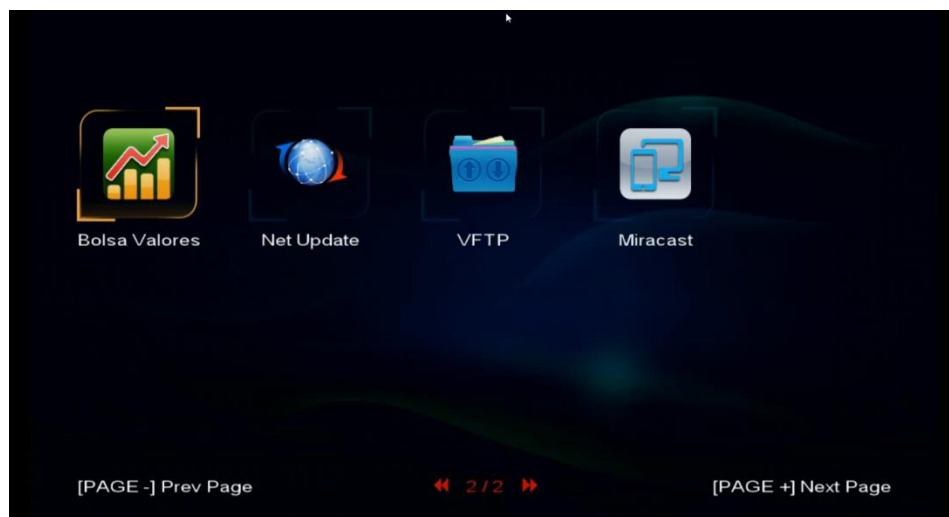 Bolsa Valores
Net Update
VFTP
Miracast
[PAGE -] Prev Page
2/2
[PAGE +] Next Page